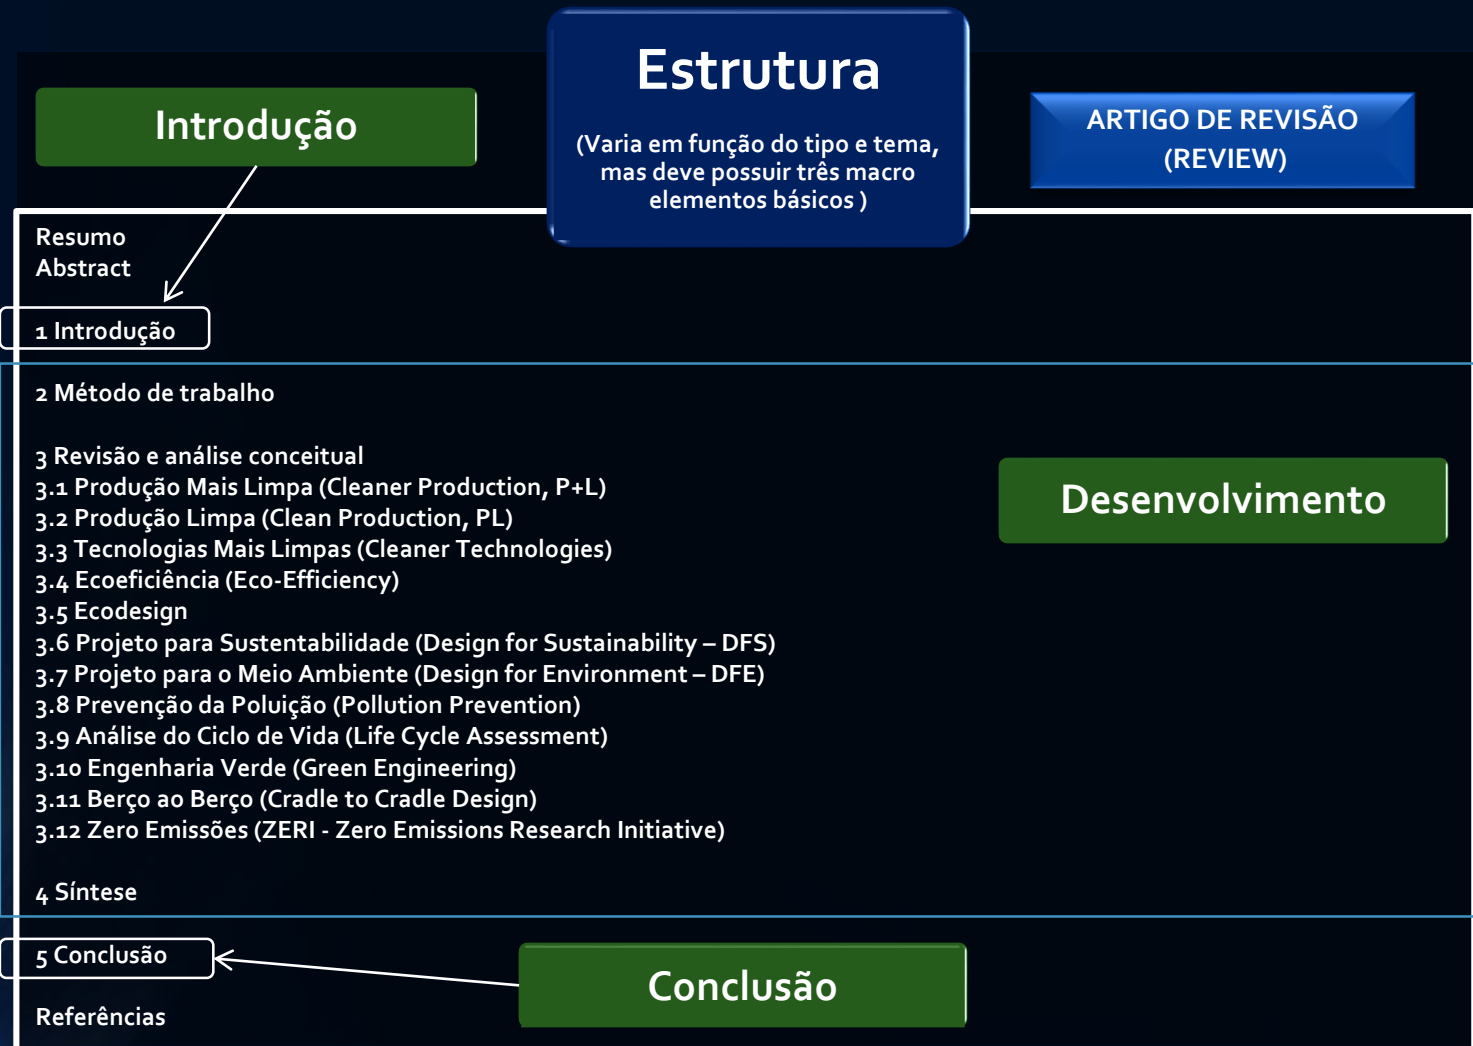 Estrutura
(Varia em função do tipo e tema,
mas deve possuir três macro
elementos básicos )
Introdução
ARTIGO DE REVISÃO
(REVIEW)
Resumo
Abstract
1 Introdução
2 Método de trabalho
3 Revisão e análise conceitual
3.1 Produção Mais Limpa (Cleaner Production, P+L)
3.2 Produção Limpa (Clean Production, PL)
3.3 Tecnologias Mais Limpas (Cleaner Technologies)
3.4 Ecoeficiência (Eco-Efficiency)
3.5 Ecodesign
3.6 Projeto para Sustentabilidade (Design for Sustainability – DFS)
3.7 Projeto para o Meio Ambiente (Design for Environment – DFE)
3.8 Prevenção da Poluição (Pollution Prevention)
3.9 Análise do Ciclo de Vida (Life Cycle Assessment)
3.10 Engenharia Verde (Green Engineering)
3.11 Berço ao Berço (Cradle to Cradle Design)
3.12 Zero Emissões (ZERI - Zero Emissions Research Initiative)
4 Síntese
Desenvolvimento
5 Conclusão
Conclusão
Referências